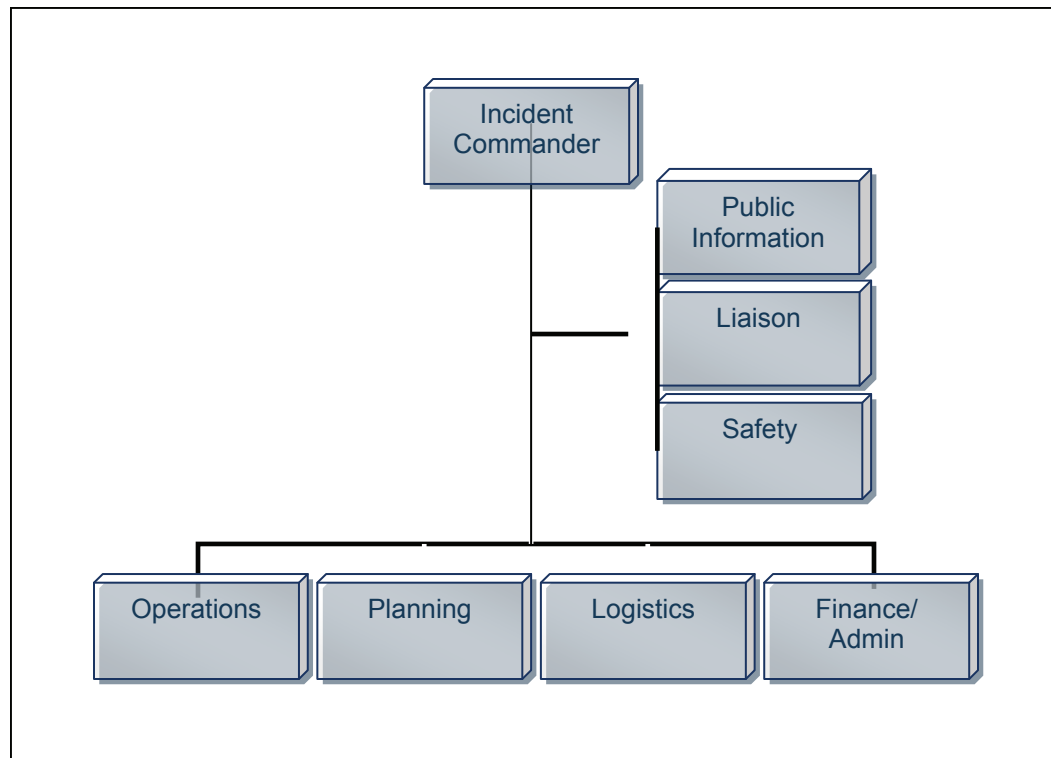 Incident
Commander
Public
Information
Liaison
Safety
Operations
Planning
Logistics
Finance/
Admin